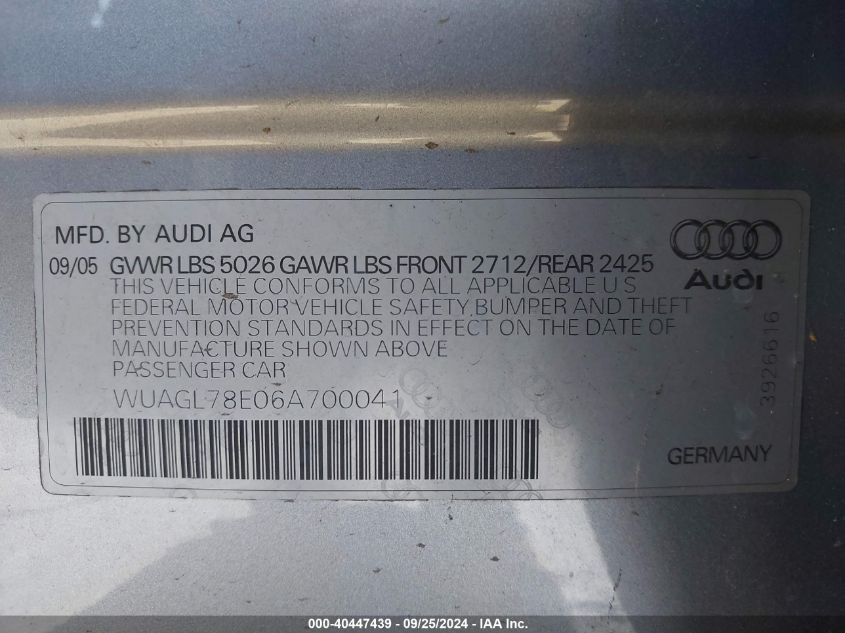 MFD. BY AUDI AG
09/05 GVWR LBS 5026 GAWR LBS FRONT 2712/REAR 2425
THIS VEHICLE CONFORMS TO ALL APPLICABLE U S
FEDERAL MOTOR VEHICLE SAFETY, BUMPER AND THEFT
PREVENTION STANDARDS IN EFFECT ON THE DATE OF
MANUFACTURE SHOWN ABOVE
PASSENGER CAR
WUAGL78E06A700041
Audi
3926616
GERMANY
000-40447439 - 09/25/2024 - IAA Inc.